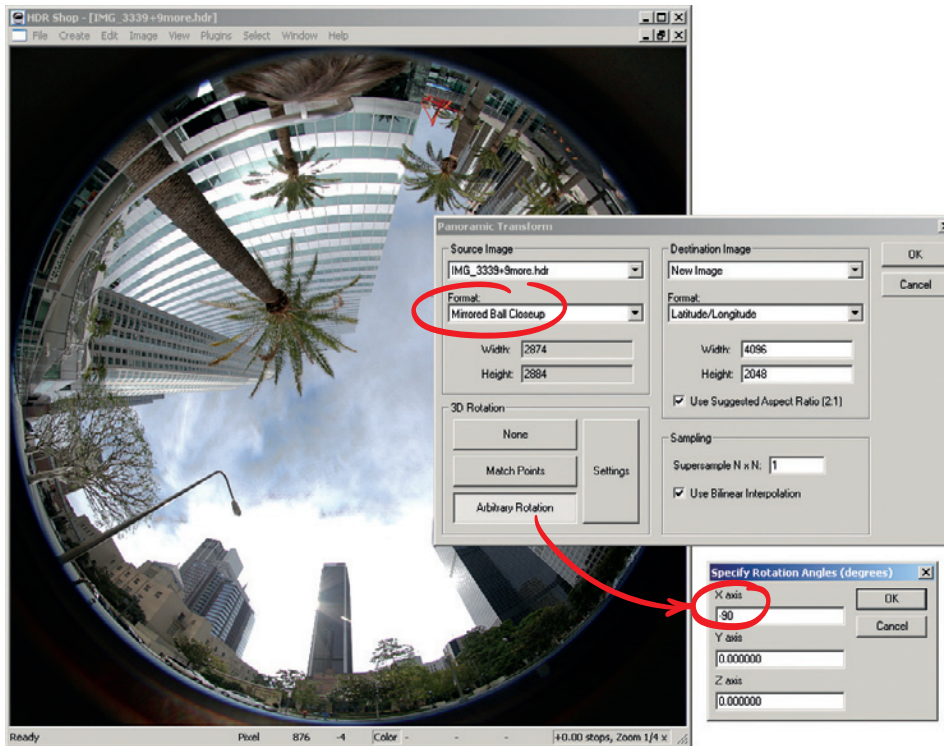 HDR Shop - [IMG_3339+9more.hdr]
File Create Edit Image View Plugins Select Window Help
Panoramic Transform
Source Image
IMG_3339+9more.hdr
Format:
Mirrored Ball Closeup
Width: 2874
Height: 2884
3D Rotation
None
Match Points
Arbitrary Rotation
Settings
Destination Image
New Image
Format:
Latitude/Longitude
Width: 4096
Height: 2048
Use Suggested Aspect Ratio (2:1)
Sampling
Supersample N x N: 1
Use Bilinear Interpolation
OK
Cancel
Specify Rotation Angles (degrees)
X axis
-90
Y axis
0.000000
Z axis
0.000000
OK
Cancel
Ready Pixel 876 -4 Color - - - +0.00 stops, Zoom 1/4 x